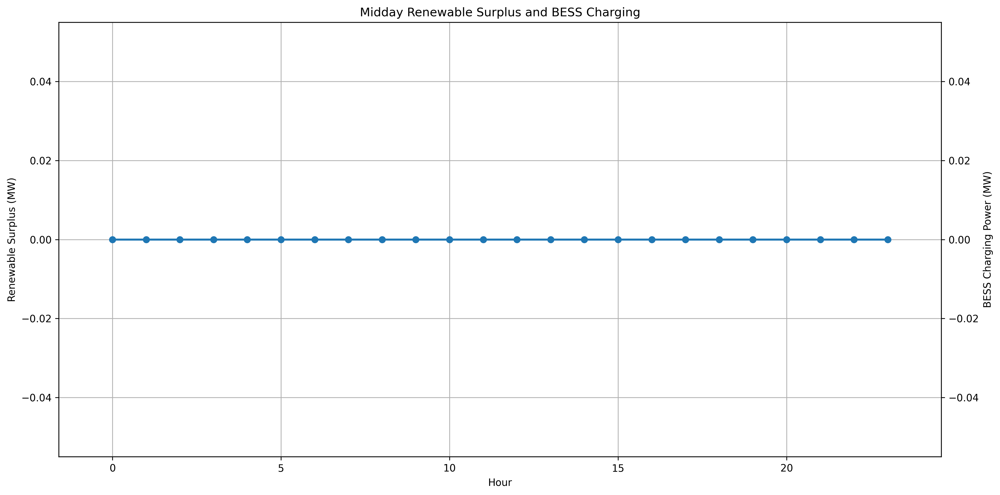 Midday Renewable Surplus and BESS Charging
Renewable Surplus (MW)
0.04
0.02
0.00
−0.02
−0.04
0.04
0.02
0.00
−0.02
−0.04
BESS Charging Power (MW)
0 5 10 15 20
Hour